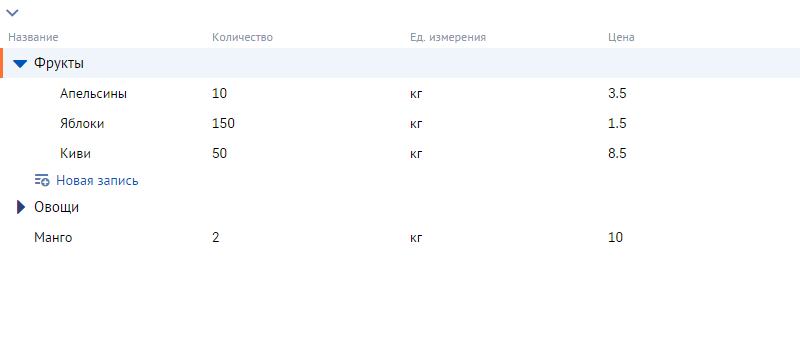 Название Количество Ед. измерения Цена
Фрукты
Апельсины 10 кг 3.5
Яблоки 150 кг 1.5
Киви 50 кг 8.5
Новая запись
Овощи
Манго 2 кг 10